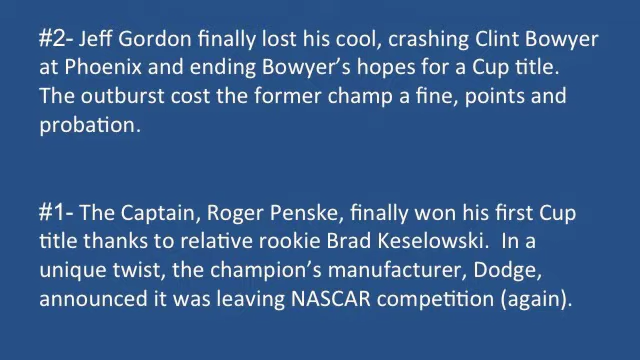 #2- Jeff Gordon finally lost his cool, crashing Clint Bowyer
at Phoenix and ending Bowyer’s hopes for a Cup title.
The outburst cost the former champ a fine, points and
probation.
#1- The Captain, Roger Penske, finally won his first Cup
title thanks to relative rookie Brad Keselowski.  In a
unique twist, the champion’s manufacturer, Dodge,
announced it was leaving NASCAR competition (again).